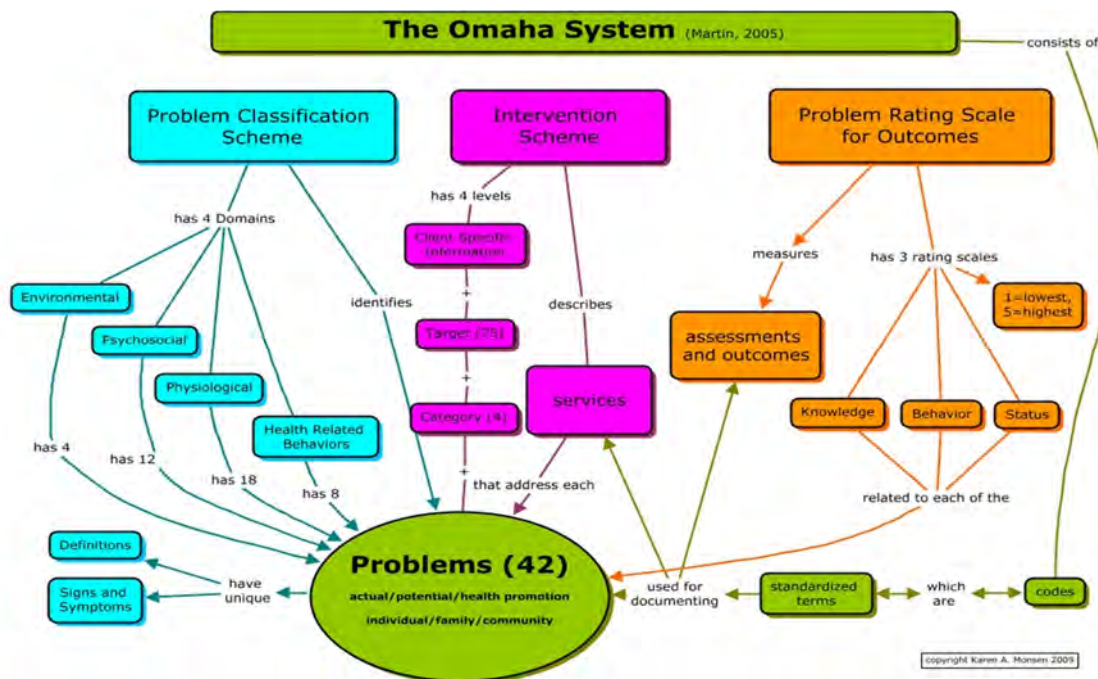 The Omaha System (Martin, 2005)
consists of
Problem Classification
Scheme
Intervention
Scheme
Problem Rating Scale
for Outcomes
has 4 Domains
has 4 levels
Client Specific
Information
measures
has 3 rating scales
Environmental
identifies
+
describes
1=lowest,
5=highest
Psychosocial
Target (75)
assessments
and outcomes
Physiological
+
services
Category (4)
Knowledge
Behavior
Status
Health Related
Behaviors
has 4
has 12
has 18
has 8
+
that address each
related to each of the
Definitions
Signs and
Symptoms
have
unique
Problems (42)
actual/potential/health promotion
individual/family/community
used for
documenting
standardized
terms
which
are
codes
copyright Karen A. Monsen 2009